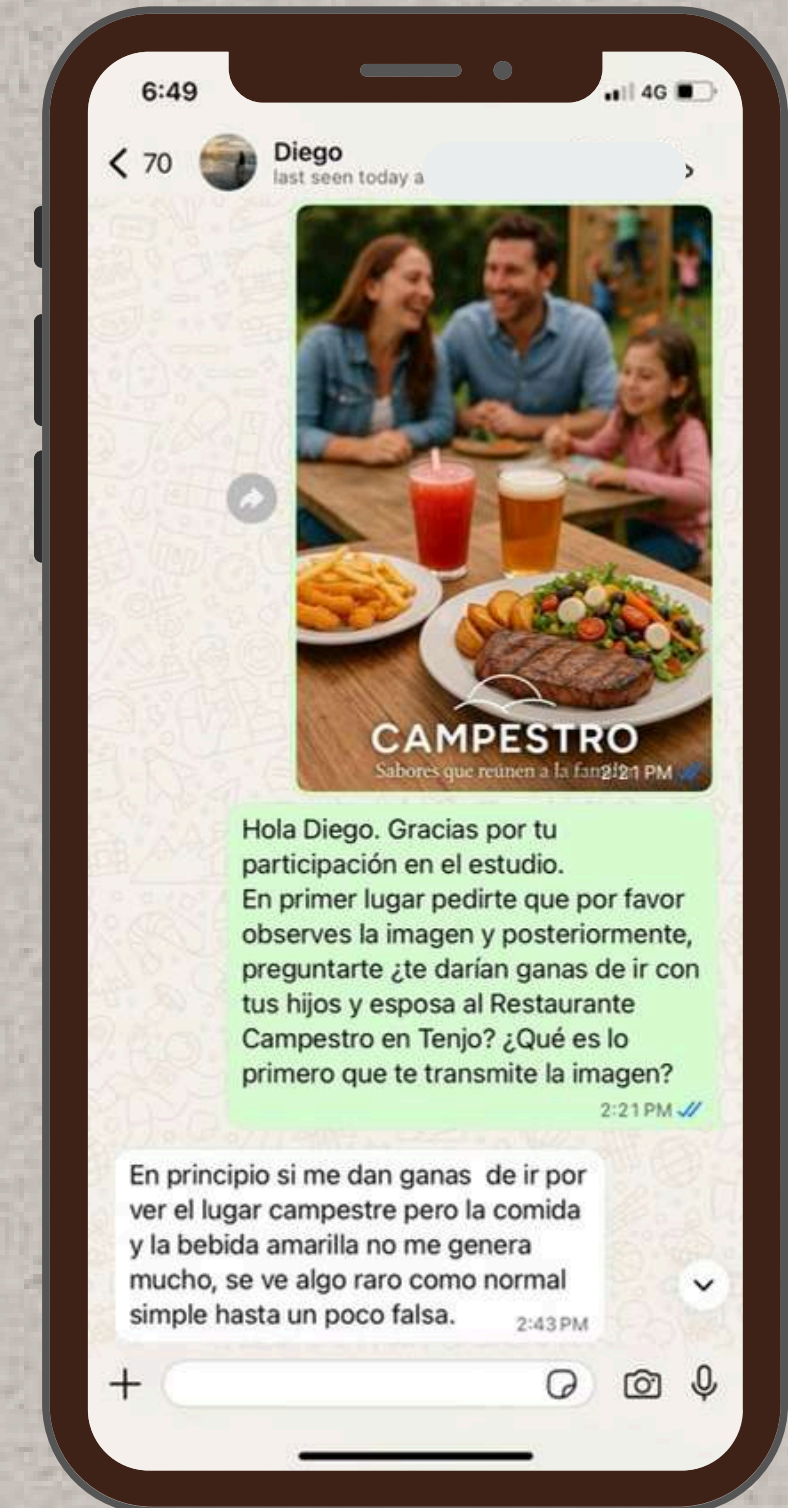 6:49
4G
70
Diego
last seen today a
CAMPESTRO
Sabores que reúnen a la
2:21 PM
Hola Diego. Gracias por tu
participación en el estudio.
En primer lugar pedirte que por favor
observes la imagen y posteriormente,
preguntarte ¿te darían ganas de ir con
tus hijos y esposa al Restaurante
Campestro en Tenjo? ¿Qué es lo
primero que te transmite la imagen?
2:21 PM
En principio si me dan ganas de ir por
ver el lugar campestre pero la comida
y la bebida amarilla no me genera
mucho, se ve algo raro como normal
simple hasta un poco falsa.
2:43 PM